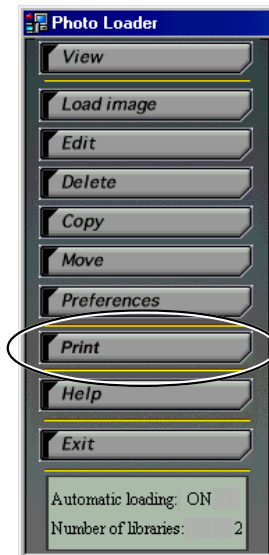 Photo Loader
View
Load image
Edit
Delete
Copy
Move
Preferences
Print
Help
Exit
Automatic loading: ON
Number of libraries: 2